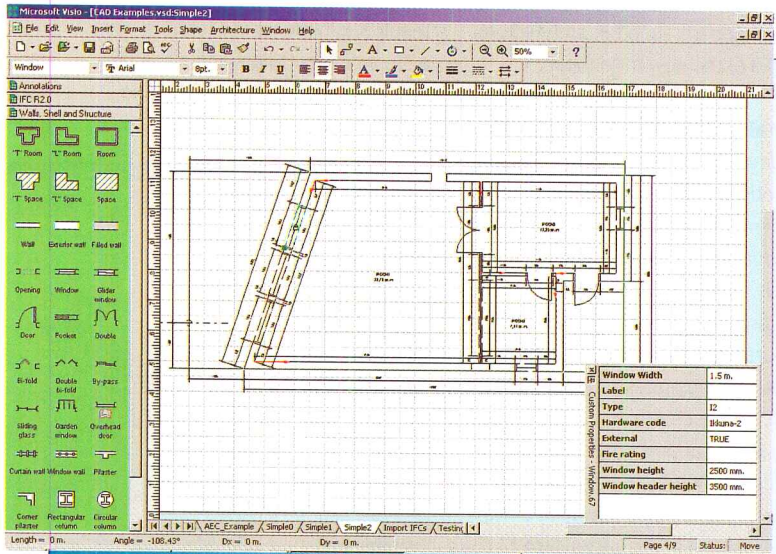 Microsoft Visio - [CAD Examples.vsd:Simple2]
File Edit View Insert Format Tools Shape Architecture Window Help
50%
Window
Arial
8pt.
B I U
Annotations
IFC R2.0
Walls, Shell and Structure
"T" Room "L" Room Room
"T" Space "L" Space Space
Wall Exterior wall Filled wall
Opening Window Glider window
Door Pocket Double
Bi-fold Double bi-fold By-pass
Sliding glass Garden window Overhead door
Curtain wall Window wall Pilaster
Corner pilaster Rectangular column Circular column
Custom Properties - Window.67
Window Width 1.5 m.
Label
Type I2
Hardware code Ikkuna-2
External TRUE
Fire rating
Window height 2500 mm.
Window header height 3500 mm.
AEC_Example Simple0 Simple1 Simple2 Import IFCs Testin
Length = 0 m. Angle = -108.43° Dx = 0 m. Dy = 0 m. Page 4/9 Status: Move